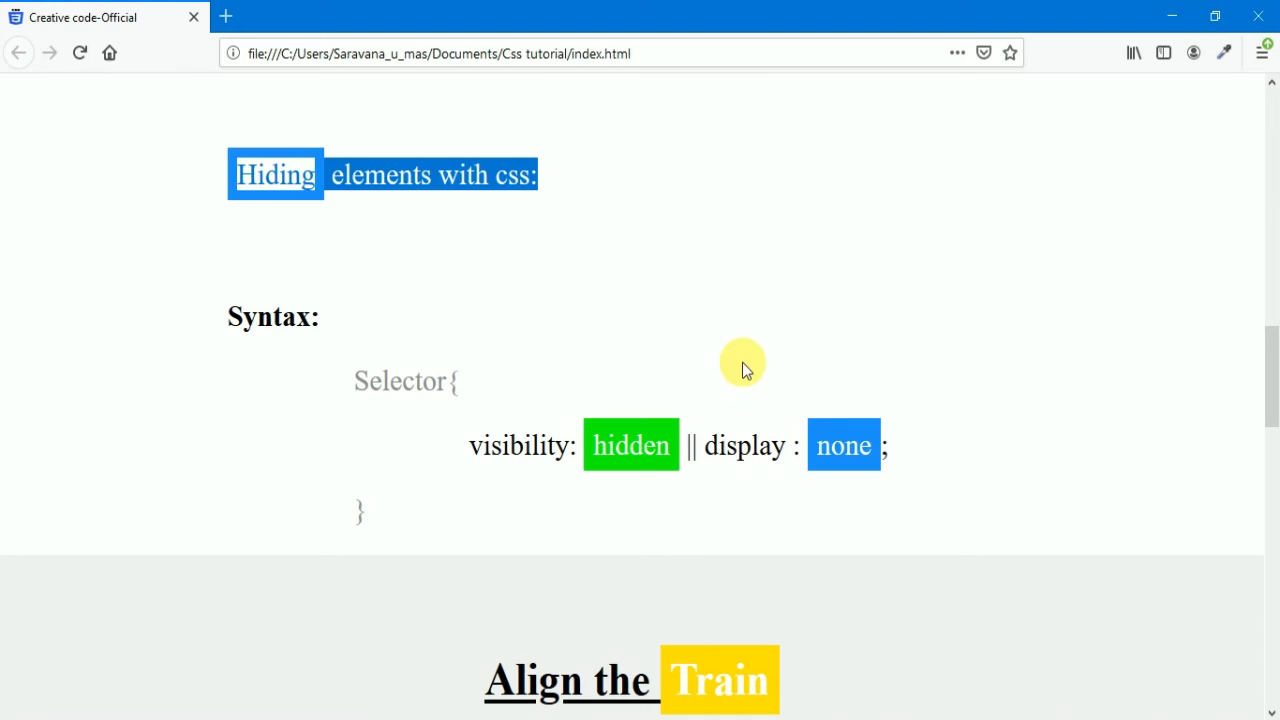 Creative code-Official
file:///C:/Users/Saravana_u_mas/Documents/Css tutorial/index.html
Hiding elements with css:
Syntax:
Selector{
visibility: hidden || display : none ;
}
Align the Train